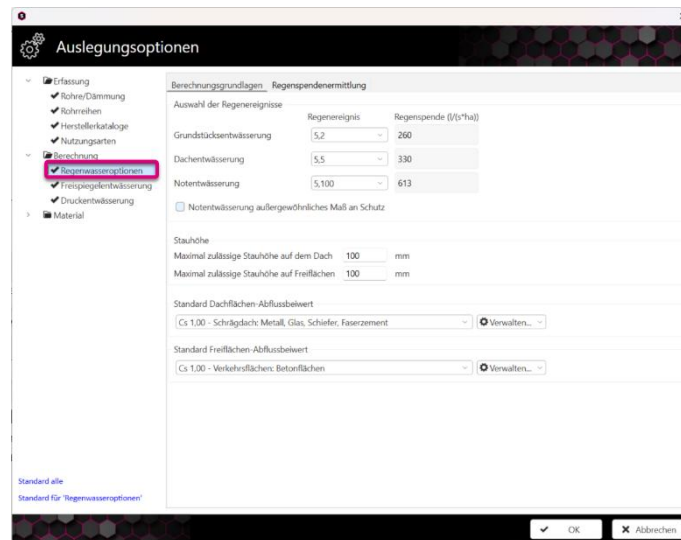 Auslegungsoptionen
Erfassung
Rohre/Dämmung
Rohrreihen
Herstellerkataloge
Nutzungsarten
Berechnung
Regenwasseroptionen
Freispiegelentwässerung
Druckentwässerung
Material
Standard alle
Standard für 'Regenwasseroptionen'
Berechnungsgrundlagen Regenspendenermittlung
Auswahl der Regenereignisse
Regenereignis Regenspende (l/(s*ha))
Grundstücksentwässerung 5,2 260
Dachentwässerung 5,5 330
Notentwässerung 5,100 613
Notentwässerung außergewöhnliches Maß an Schutz
Stauhöhe
Maximal zulässige Stauhöhe auf dem Dach 100 mm
Maximal zulässige Stauhöhe auf Freiflächen 100 mm
Standard Dachflächen-Abflussbeiwert
Cs 1,00 - Schrägdach: Metall, Glas, Schiefer, Faserzement Verwalten...
Standard Freiflächen-Abflussbeiwert
Cs 1,00 - Verkehrsflächen: Betonflächen Verwalten...
OK Abbrechen